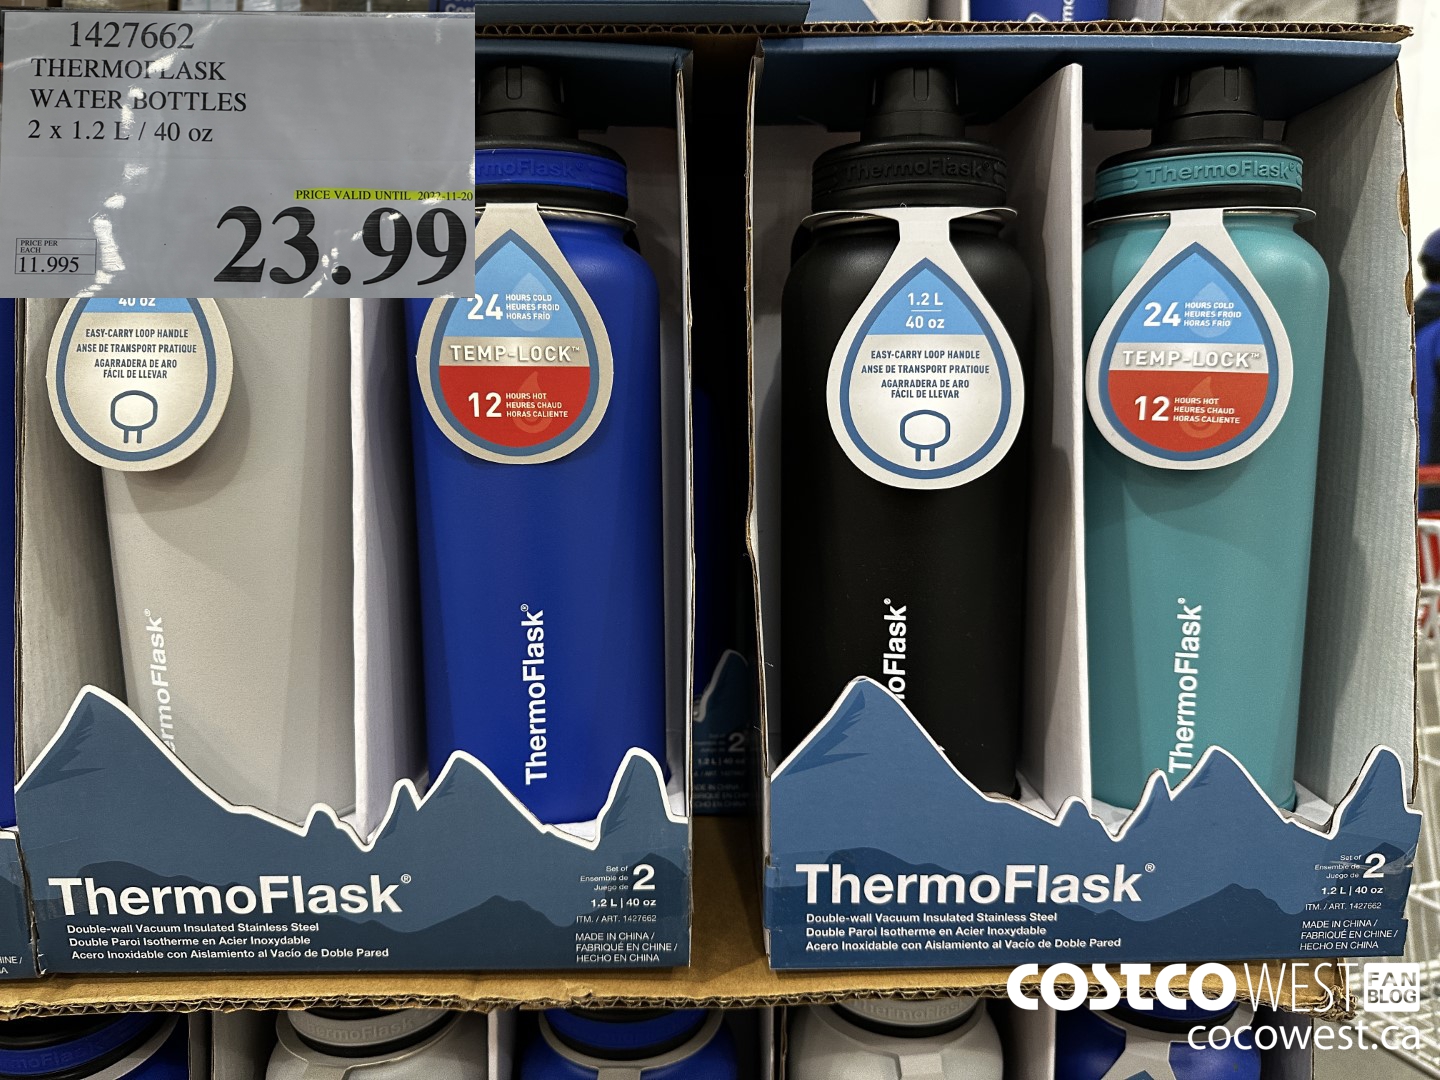 1427662
THERMOFLASK
WATER BOTTLES
2 x 1.2 L / 40 oz
PRICE VALID UNTIL 2022-11-20
23.99
PRICE PER
EACH
11.995
40 oz
EASY-CARRY LOOP HANDLE
ANSE DE TRANSPORT PRATIQUE
AGARRADERA DE ARO
FÁCIL DE LLEVAR
ThermoFlask®
24 HOURS COLD
HEURES FROID
HORAS FRÍO
TEMP-LOCK™
12 HOURS HOT
HEURES CHAUD
HORAS CALIENTE
ThermoFlask®
ThermoFlask®
Double-wall Vacuum Insulated Stainless Steel
Double Paroi Isotherme en Acier Inoxydable
Acero Inoxidable con Aislamiento al Vacío de Doble Pared
Set of
Ensemble de
Juego de
2
1.2 L | 40 oz
ITM. / ART. 1427662
MADE IN CHINA /
FABRIQUÉ EN CHINE /
HECHO EN CHINA
ThermoFlask
1.2 L
40 oz
EASY-CARRY LOOP HANDLE
ANSE DE TRANSPORT PRATIQUE
AGARRADERA DE ARO
FÁCIL DE LLEVAR
moFlask®
ThermoFlask
24 HOURS COLD
HEURES FROID
HORAS FRÍO
TEMP-LOCK™
12 HOURS HOT
HEURES CHAUD
HORAS CALIENTE
ThermoFlask®
ThermoFlask®
Double-wall Vacuum Insulated Stainless Steel
Double Paroi Isotherme en Acier Inoxydable
Acero Inoxidable con Aislamiento al Vacío de Doble Pared
Set of
Ensemble de
Juego de
2
1.2 L | 40 oz
ITM. / ART. 1427662
MADE IN CHINA /
FABRIQUÉ EN CHINE /
HECHO EN CHINA
COSTCO WEST FAN BLOG
cocowest.ca